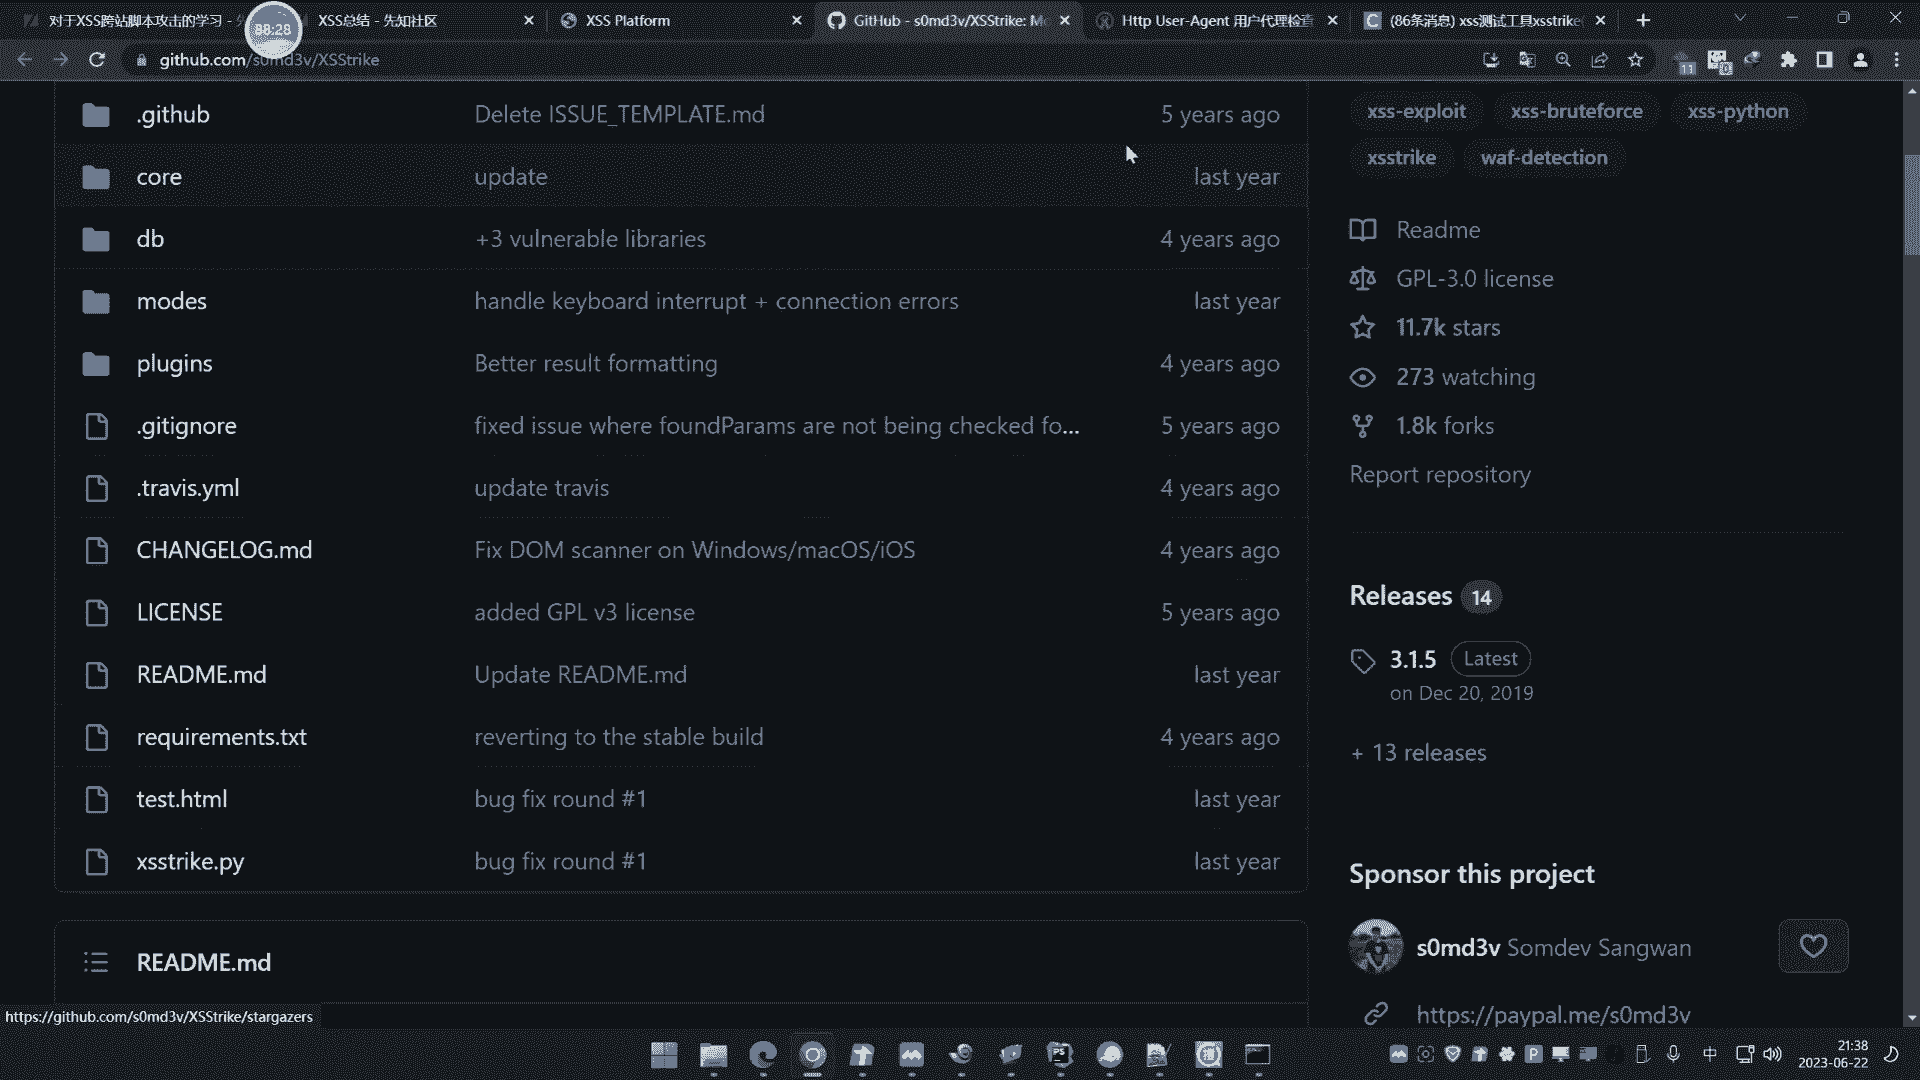 对于XSS跨站脚本攻击的学习 -
XSS总结 - 先知社区
XSS Platform
GitHub - s0md3v/XSStrike: Mo
Http User-Agent 用户代理检查
(86条消息) xss测试工具xsstrike(
88:28
github.com/s0md3v/XSStrike
11
.github Delete ISSUE_TEMPLATE.md 5 years ago
core update last year
db +3 vulnerable libraries 4 years ago
modes handle keyboard interrupt + connection errors last year
plugins Better result formatting 4 years ago
.gitignore fixed issue where foundParams are not being checked fo... 5 years ago
.travis.yml update travis 4 years ago
CHANGELOG.md Fix DOM scanner on Windows/macOS/iOS 4 years ago
LICENSE added GPL v3 license 5 years ago
README.md Update README.md last year
requirements.txt reverting to the stable build 4 years ago
test.html bug fix round #1 last year
xsstrike.py bug fix round #1 last year
README.md
xss-exploit xss-bruteforce xss-python
xsstrike waf-detection
Readme
GPL-3.0 license
11.7k stars
273 watching
1.8k forks
Report repository
Releases 14
3.1.5 Latest
on Dec 20, 2019
+ 13 releases
Sponsor this project
s0md3v Somdev Sangwan
https://paypal.me/s0md3v
https://github.com/s0md3v/XSStrike/stargazers
PS
P
中
21:38
2023-06-22